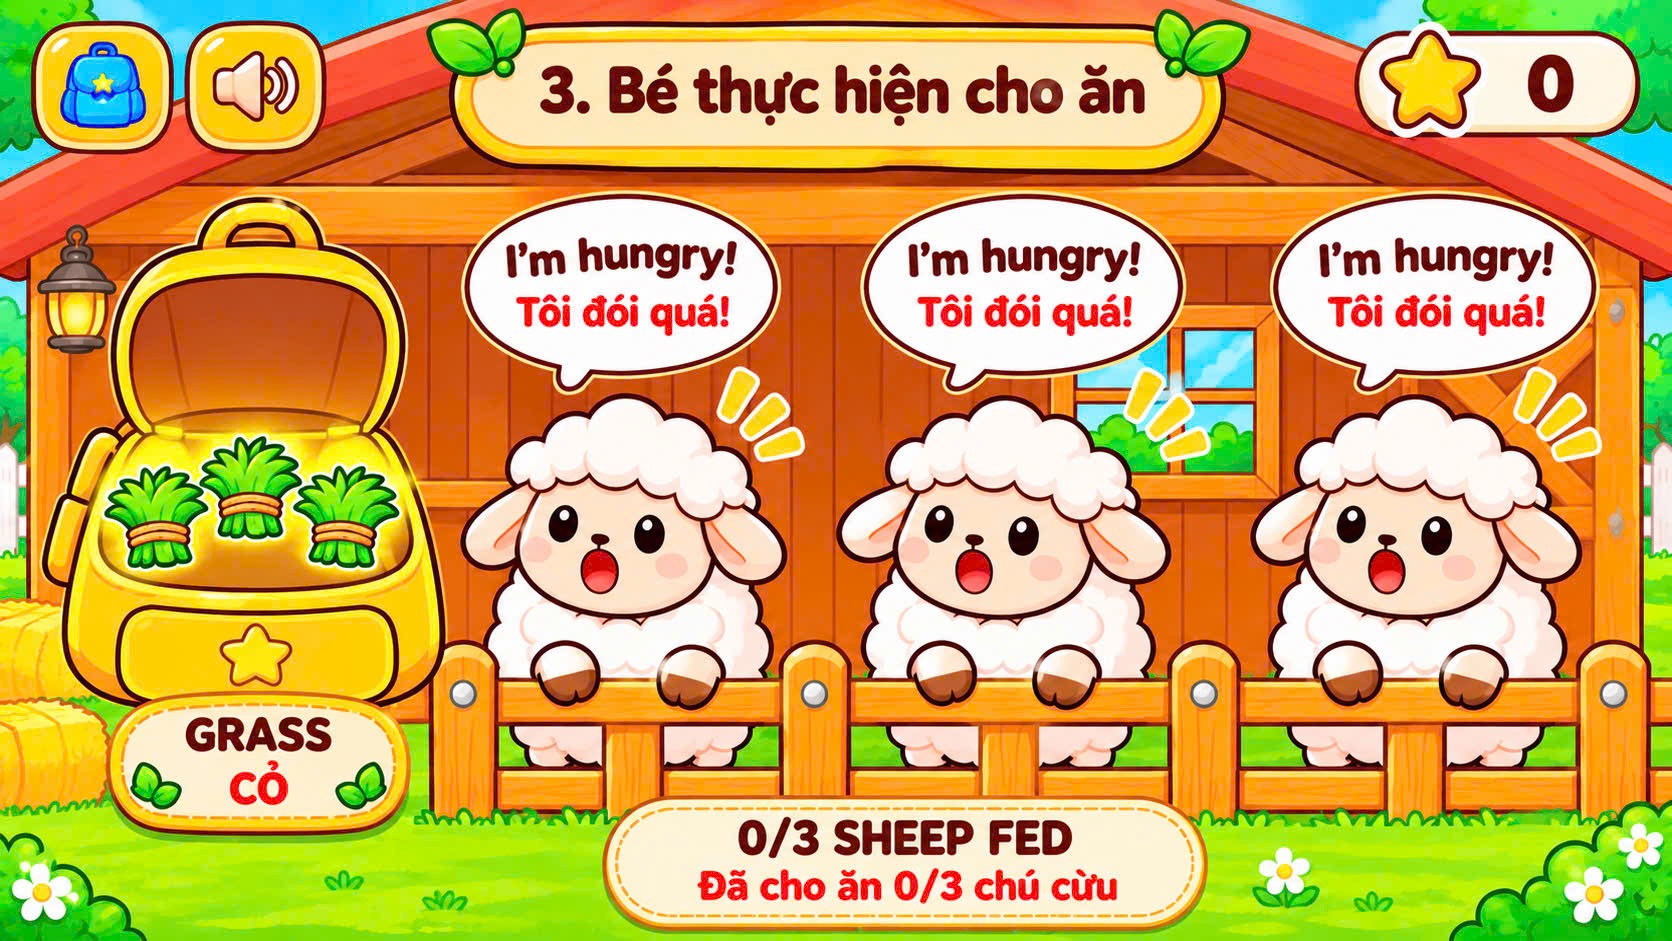 3. Bé thực hiện cho ăn
0
I'm hungry!
Tôi đói quá!
I'm hungry!
Tôi đói quá!
I'm hungry!
Tôi đói quá!
GRASS
CỎ
0/3 SHEEP FED
Đã cho ăn 0/3 chú cừu